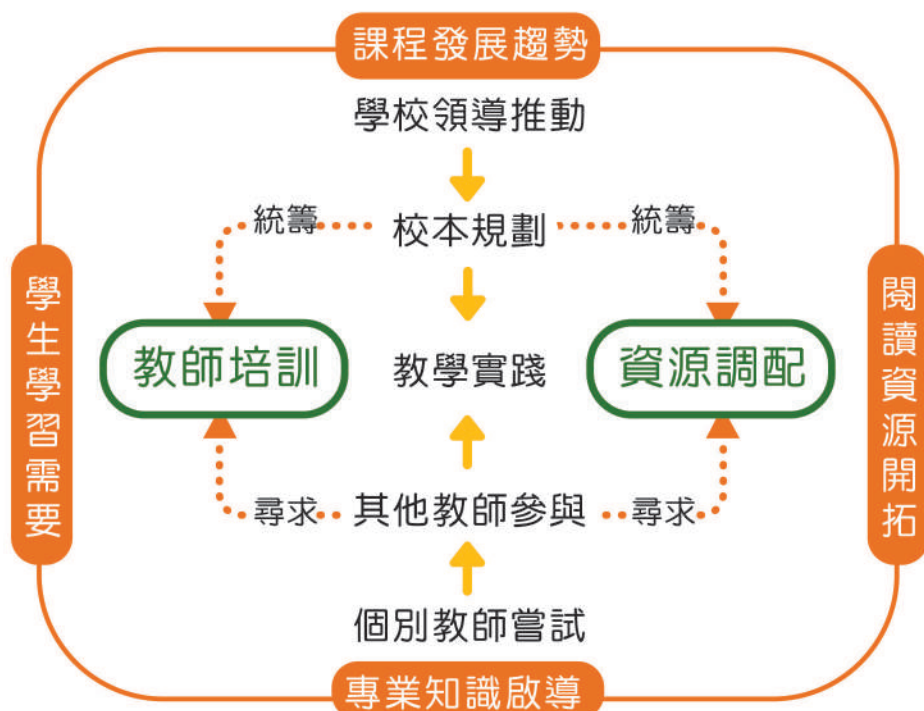 課程發展趨勢
學校領導推動
統籌
校本規劃
統籌
學生學習需要
閱讀資源開拓
教師培訓
教學實踐
資源調配
尋求
其他教師參與
尋求
個別教師嘗試
專業知識啟導